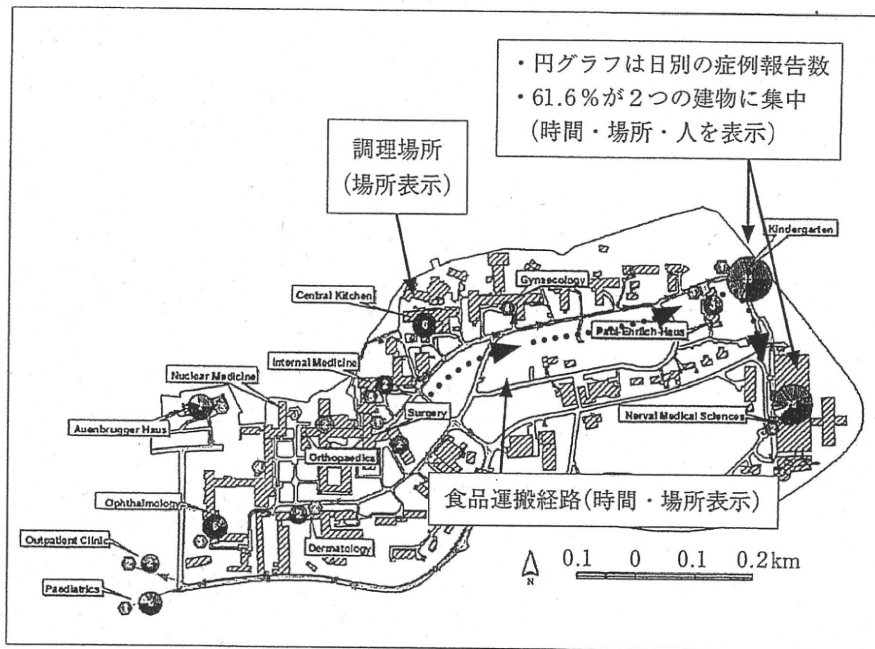 ・円グラフは日別の症例報告数
・61.6%が2つの建物に集中
(時間・場所・人を表示)
調理場所
(場所表示)
Kindergarten
Gynaecology
Central Kitchen
Paul-Ehrlich-Haus
Internal Medicine
Nuclear Medicine
Surgery
Auenbrugger Haus
Nerval Medical Sciences
Orthopaedics
食品運搬経路(時間・場所表示)
Ophthalmology
Dermatology
Outpatient Clinic
Paediatrics
N
0.1 0 0.1 0.2km